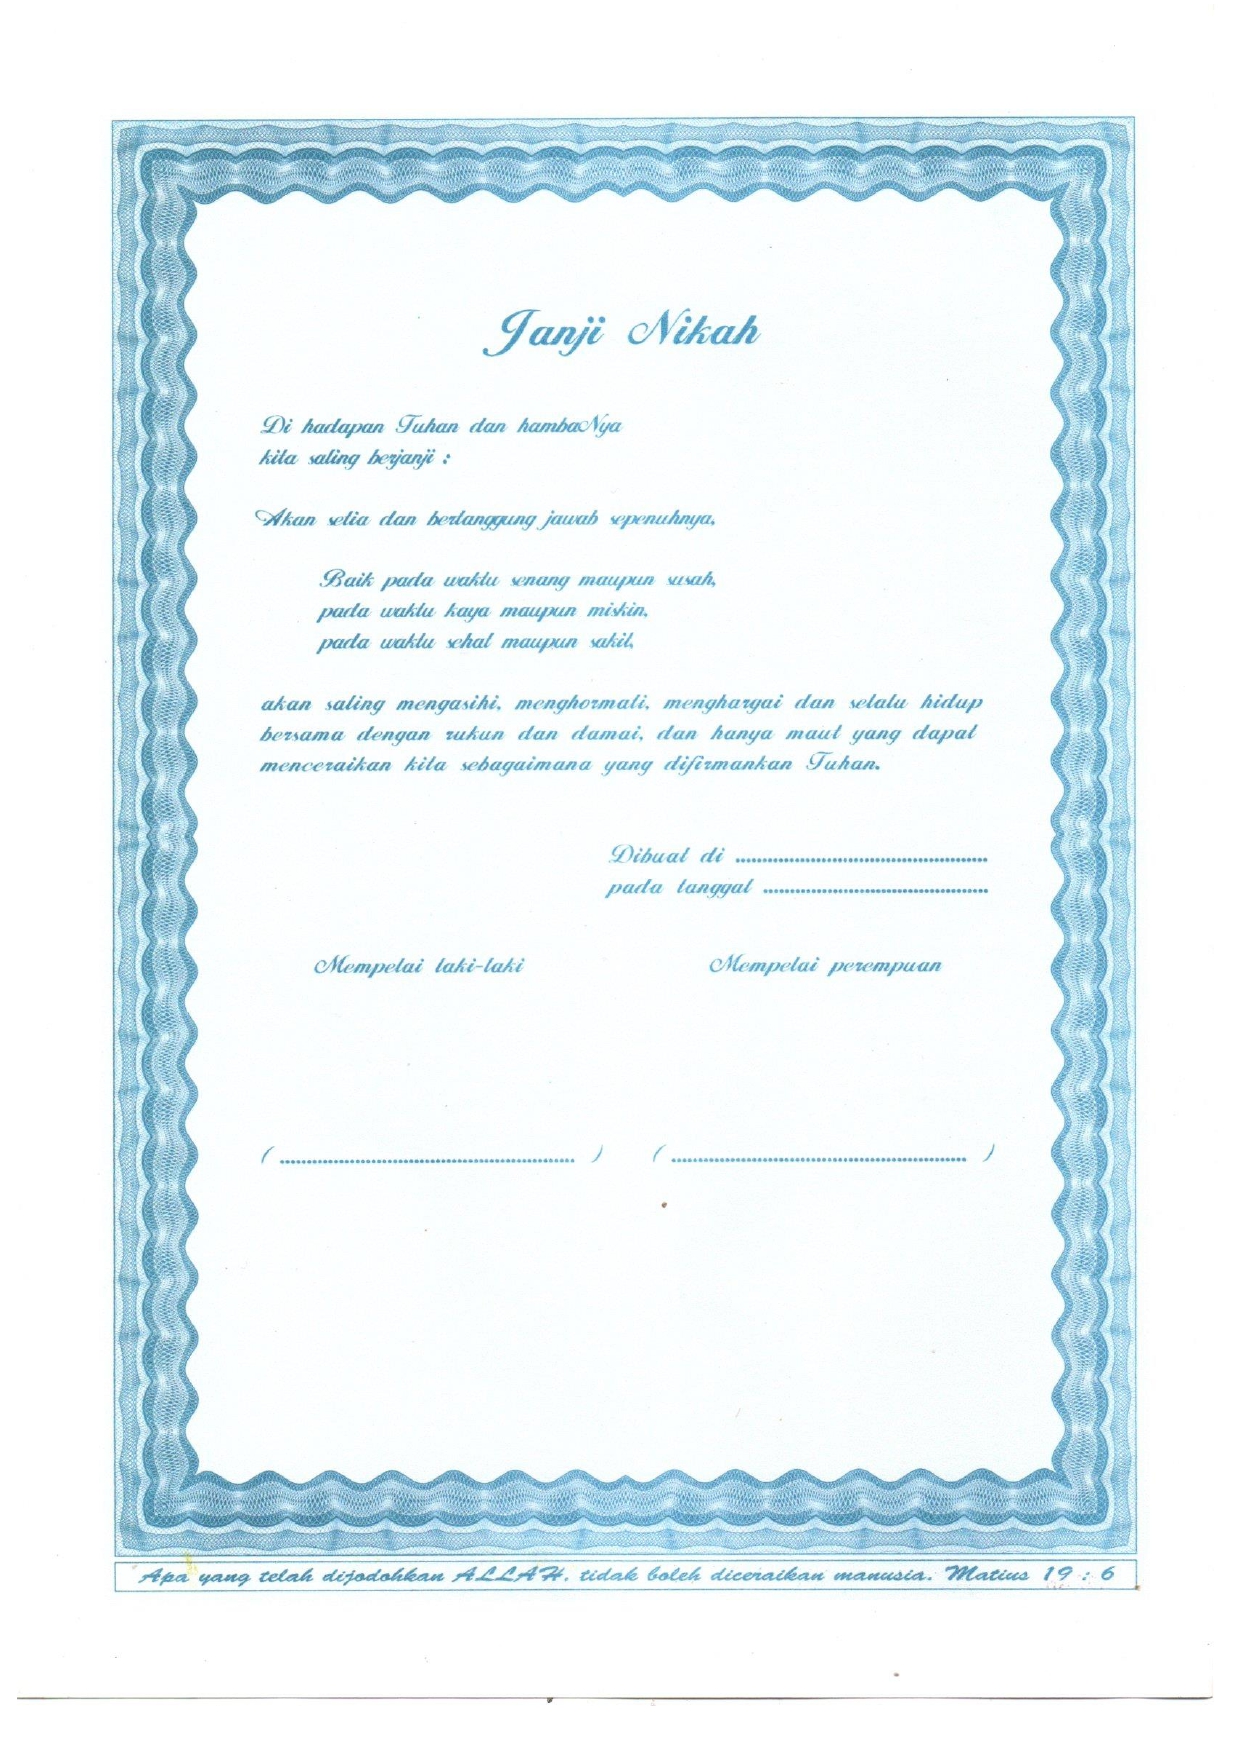 Janji Nikah
Di hadapan Tuhan dan hambaNya
kita saling berjanji :
Akan setia dan bertanggung jawab sepenuhnya,
Baik pada waktu senang maupun susah,
pada waktu kaya maupun miskin,
pada waktu sehat maupun sakit,
akan saling mengasihi, menghormati, menghargai dan selalu hidup
bersama dengan rukun dan damai, dan hanya maut yang dapat
menceraikan kita sebagaimana yang difirmankan Tuhan.
Dibuat di ................................................
pada tanggal ...........................................
Mempelai laki-laki Mempelai perempuan
( ........................................................ ) ( ........................................................ )
Apa yang telah dijodohkan ALLAH, tidak boleh diceraikan manusia. Matius 19 : 6